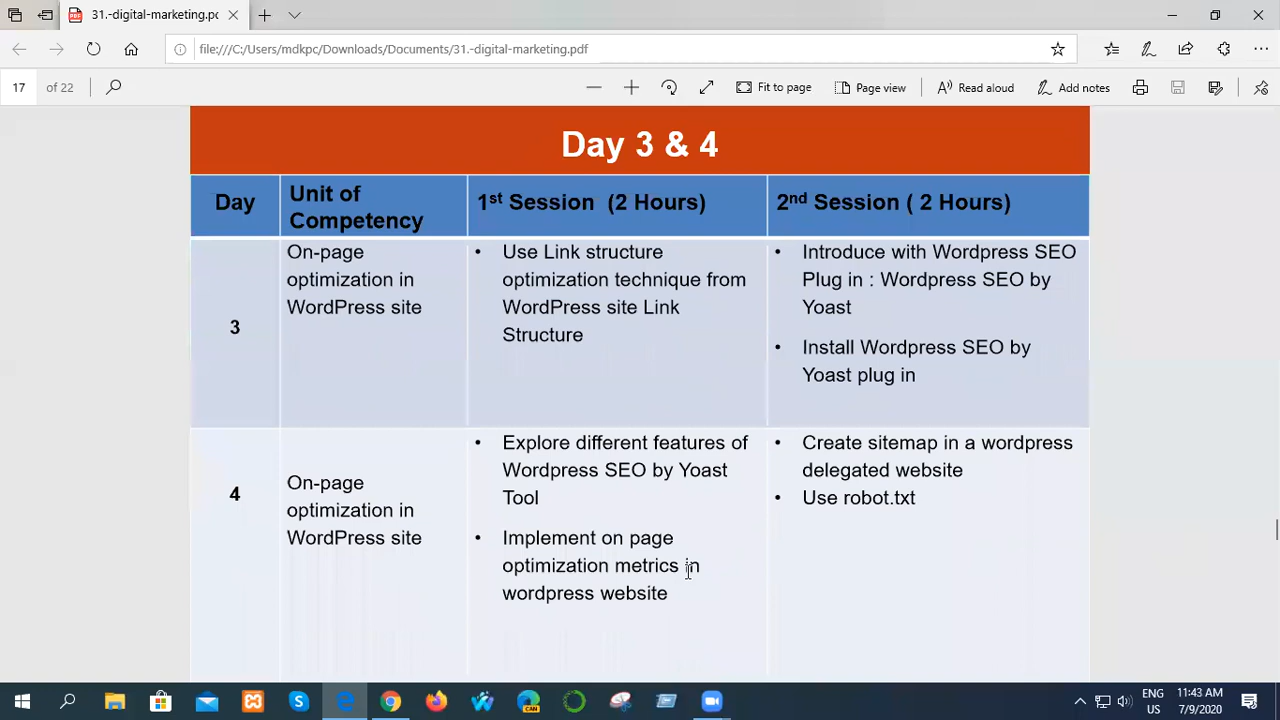 31.-digital-marketing.pd
file:///C:/Users/mdkpc/Downloads/Documents/31.-digital-marketing.pdf
17 of 22
Fit to page
Page view
Read aloud
Add notes
Day 3 & 4
Day
Unit of
Competency
1st Session (2 Hours)
2nd Session ( 2 Hours)
3
On-page
optimization in
WordPress site
• Use Link structure
optimization technique from
WordPress site Link
Structure
• Introduce with Wordpress SEO
Plug in : Wordpress SEO by
Yoast
• Install Wordpress SEO by
Yoast plug in
4
On-page
optimization in
WordPress site
• Explore different features of
Wordpress SEO by Yoast
Tool
• Implement on page
optimization metrics in
wordpress website
• Create sitemap in a wordpress
delegated website
• Use robot.txt
CAN
ENG
US
11:43 AM
7/9/2020